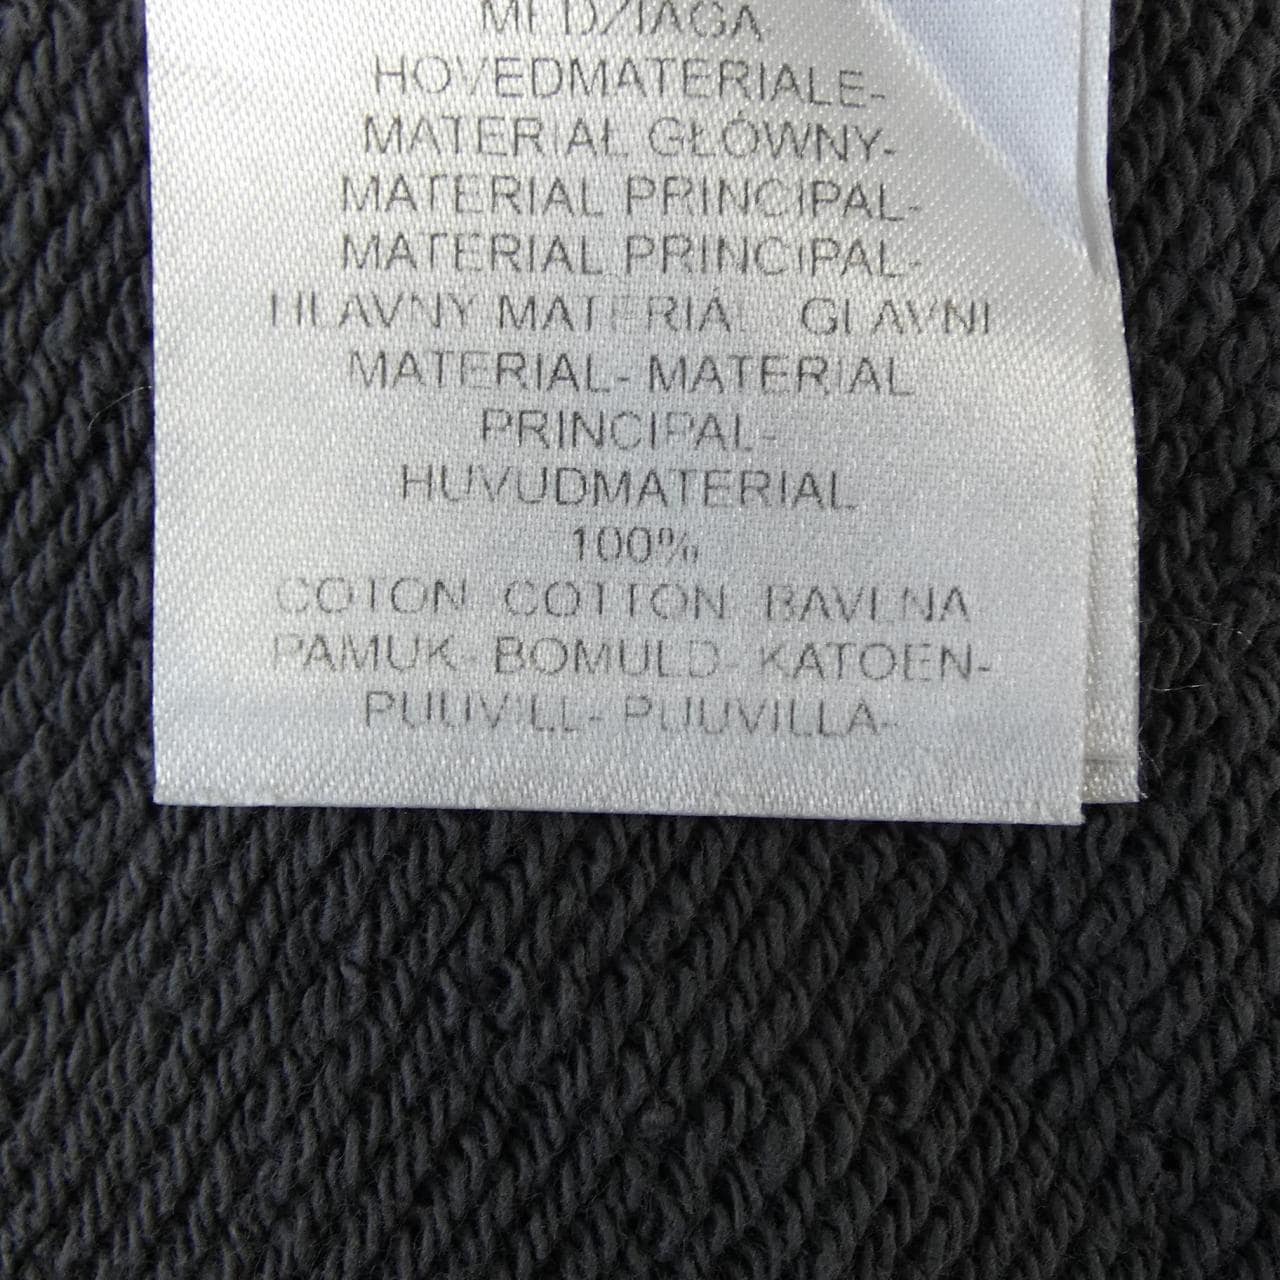 MEDŽIAGA
HOVEDMATERIALE-
MATERIAŁ GŁÓWNY-
MATERIAL PRINCIPAL-
MATERIAL PRINCIPAL-
HLAVNÝ MATERIÁL GLAVNI
MATERIAL- MATERIAL
PRINCIPAL-
HUVUDMATERIAL
100%
COTON COTTON BAVLNA
PAMUK- BOMULD- KATOEN-
PUUVILL- PUUVILLA-